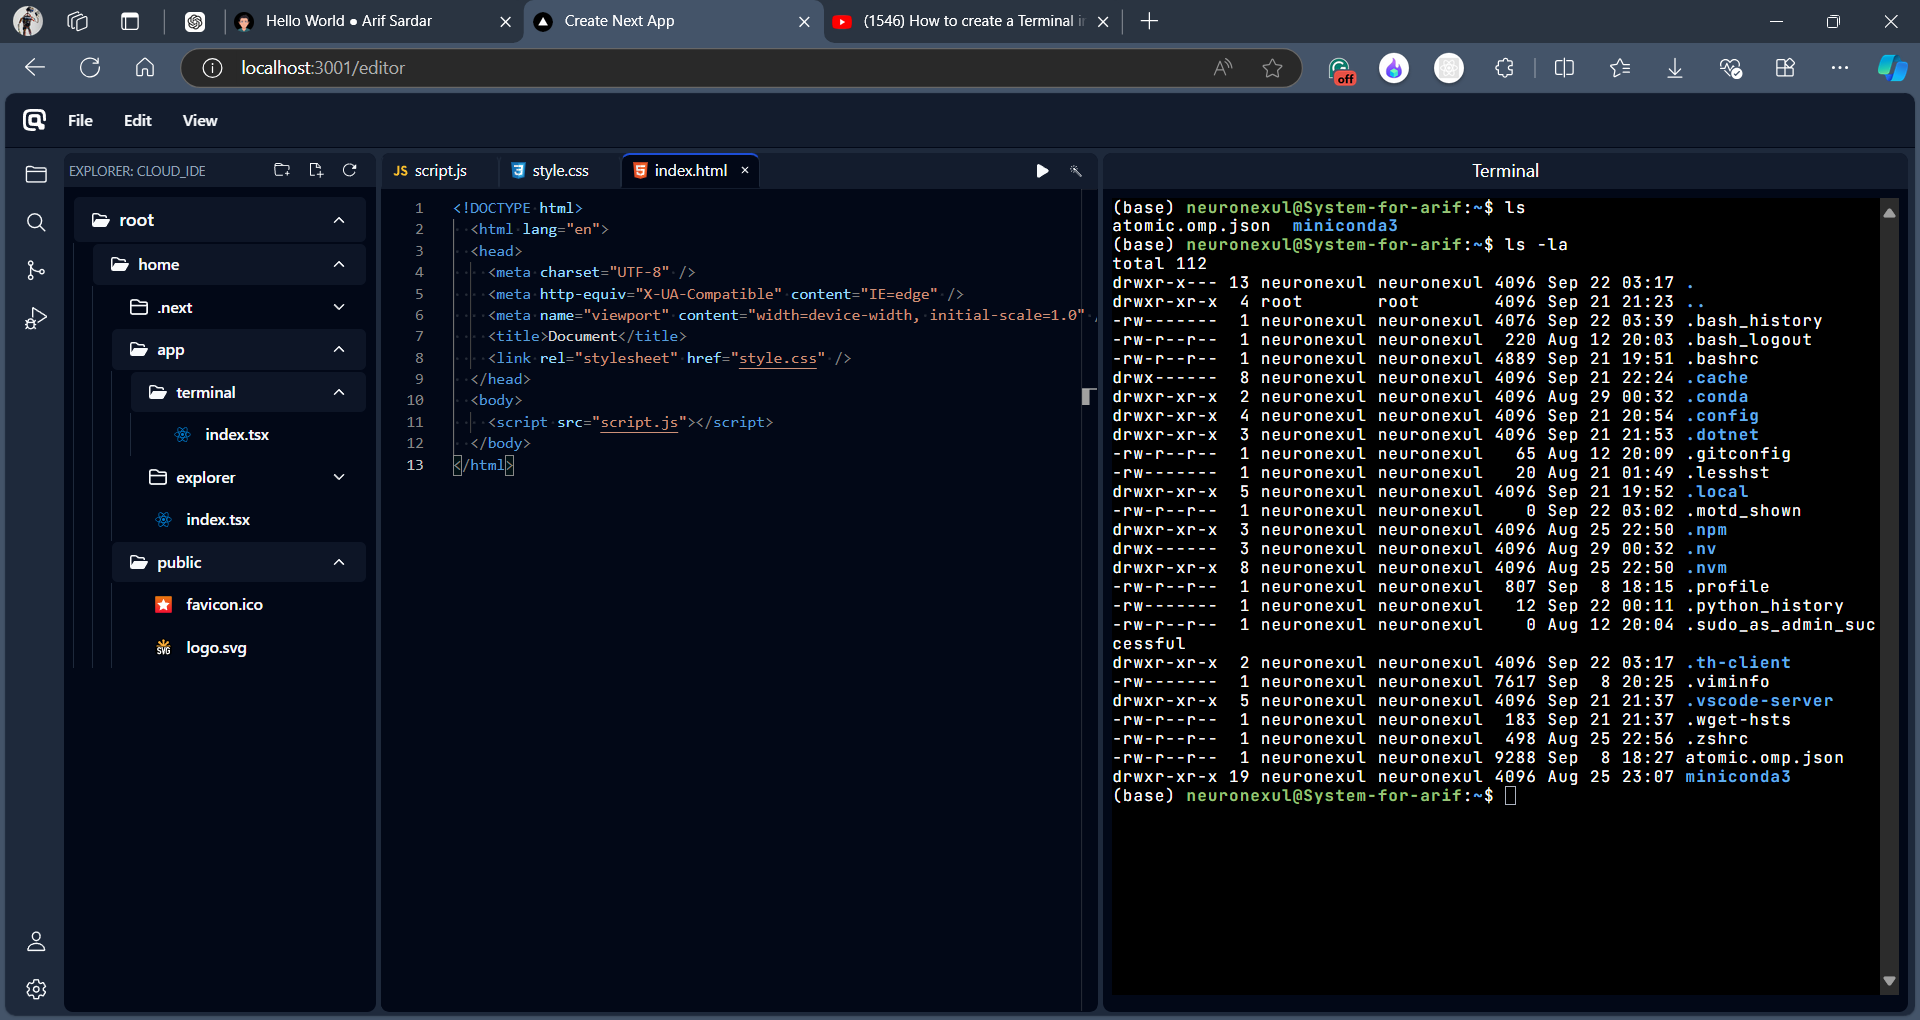 Hello World ● Arif Sardar
Create Next App
(1546) How to create a Terminal in
localhost:3001/editor
off
File Edit View
EXPLORER: CLOUD_IDE
root
home
.next
app
terminal
index.tsx
explorer
index.tsx
public
favicon.ico
SVG logo.svg
JS script.js
style.css
index.html
1 <!DOCTYPE html>
2 <html lang="en">
3 <head>
4 <meta charset="UTF-8" />
5 <meta http-equiv="X-UA-Compatible" content="IE=edge" />
6 <meta name="viewport" content="width=device-width, initial-scale=1.0" /
7 <title>Document</title>
8 <link rel="stylesheet" href="style.css" />
9 </head>
10 <body>
11 <script src="script.js"></script>
12 </body>
13 </html>
Terminal
(base) neuronexul@System-for-arif:~$ ls
atomic.omp.json miniconda3
(base) neuronexul@System-for-arif:~$ ls -la
total 112
drwxr-x--- 13 neuronexul neuronexul 4096 Sep 22 03:17 .
drwxr-xr-x 4 root root 4096 Sep 21 21:23 ..
-rw------- 1 neuronexul neuronexul 4076 Sep 22 03:39 .bash_history
-rw-r--r-- 1 neuronexul neuronexul 220 Aug 12 20:03 .bash_logout
-rw-r--r-- 1 neuronexul neuronexul 4889 Sep 21 19:51 .bashrc
drwx------ 8 neuronexul neuronexul 4096 Sep 21 22:24 .cache
drwxr-xr-x 2 neuronexul neuronexul 4096 Aug 29 00:32 .conda
drwxr-xr-x 4 neuronexul neuronexul 4096 Sep 21 20:54 .config
drwxr-xr-x 3 neuronexul neuronexul 4096 Sep 21 21:53 .dotnet
-rw-r--r-- 1 neuronexul neuronexul 65 Aug 12 20:09 .gitconfig
-rw------- 1 neuronexul neuronexul 20 Aug 21 01:49 .lesshst
drwxr-xr-x 5 neuronexul neuronexul 4096 Sep 21 19:52 .local
-rw-r--r-- 1 neuronexul neuronexul 0 Sep 22 03:02 .motd_shown
drwxr-xr-x 3 neuronexul neuronexul 4096 Aug 25 22:50 .npm
drwx------ 3 neuronexul neuronexul 4096 Aug 29 00:32 .nv
drwxr-xr-x 8 neuronexul neuronexul 4096 Aug 25 22:50 .nvm
-rw-r--r-- 1 neuronexul neuronexul 807 Sep 8 18:15 .profile
-rw------- 1 neuronexul neuronexul 12 Sep 22 00:11 .python_history
-rw-r--r-- 1 neuronexul neuronexul 0 Aug 12 20:04 .sudo_as_admin_suc
cessful
drwxr-xr-x 2 neuronexul neuronexul 4096 Sep 22 03:17 .th-client
-rw------- 1 neuronexul neuronexul 7617 Sep 8 20:25 .viminfo
drwxr-xr-x 5 neuronexul neuronexul 4096 Sep 21 21:37 .vscode-server
-rw-r--r-- 1 neuronexul neuronexul 183 Sep 21 21:37 .wget-hsts
-rw-r--r-- 1 neuronexul neuronexul 498 Aug 25 22:56 .zshrc
-rw-r--r-- 1 neuronexul neuronexul 9288 Sep 8 18:27 atomic.omp.json
drwxr-xr-x 19 neuronexul neuronexul 4096 Aug 25 23:07 miniconda3
(base) neuronexul@System-for-arif:~$